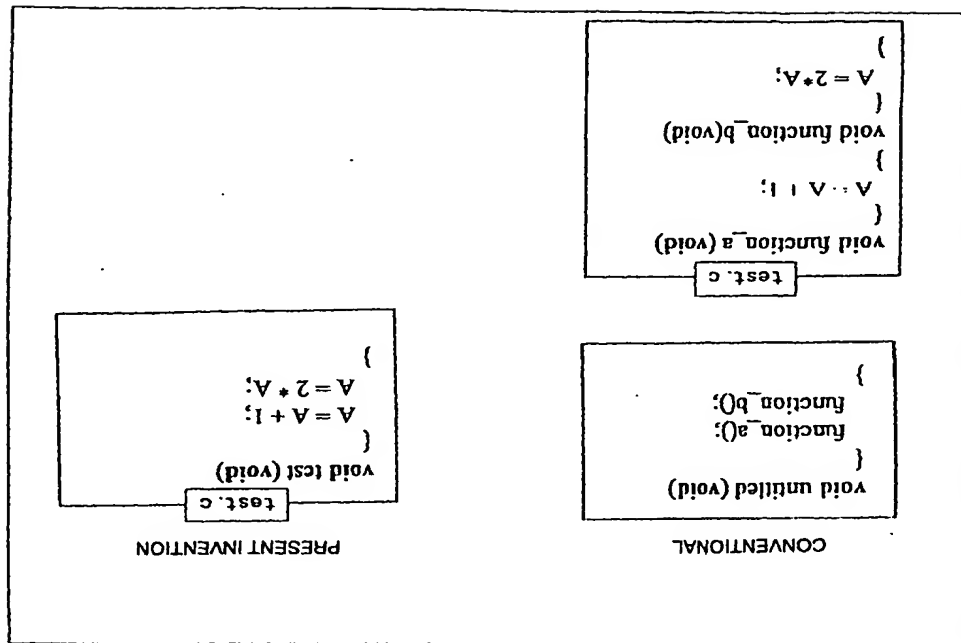 CONVENTIONAL
void untitled (void)
{
function_a();
function_b();
}
test.c
void function_a (void)
{
A = A + 1;
}
void function_b(void)
{
A = 2*A;
}
PRESENT INVENTION
test.c
void test (void)
{
A = A + 1;
A = 2 * A;
}